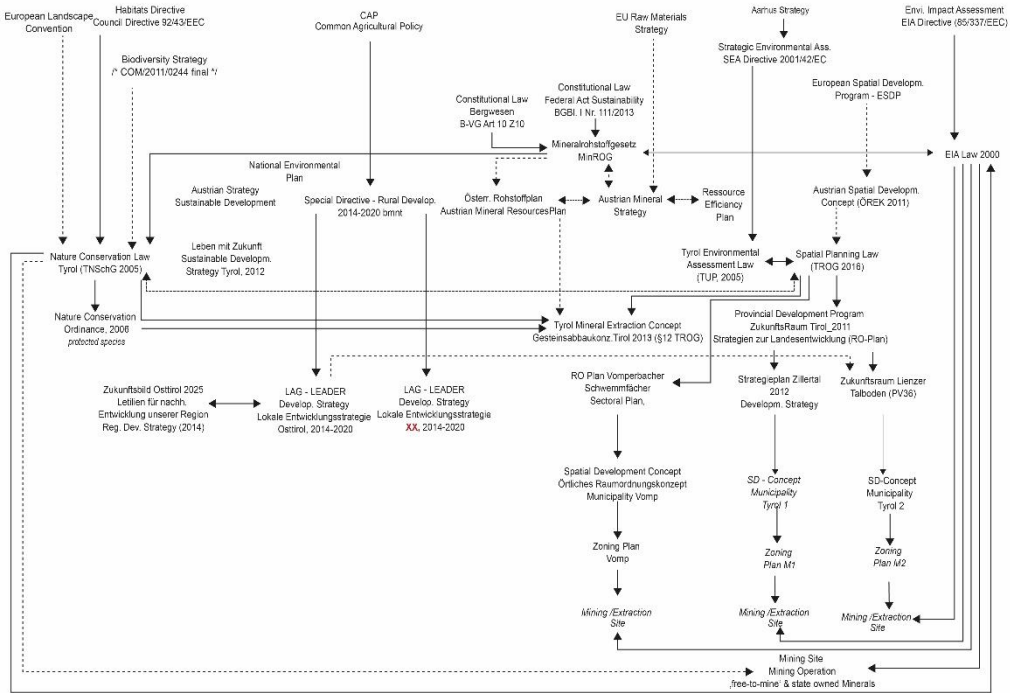 European Landscape
Convention
Habitats Directive
Council Directive 92/43/EEC
CAP
Common Agricultural Policy
EU Raw Materials
Strategy
Aarhus Strategy
Envi. Impact Assessment
EIA Directive (85/337/EEC)
Strategic Environmental Ass.
SEA Directive 2001/42/EC
Biodiversity Strategy
/* COM/2011/0244 final */
European Spatial Developm.
Program - ESDP
Constitutional Law
Bergwesen
B-VG Art 10 Z10
Constitutional Law
Federal Act Sustainability
BGBl. I Nr. 111/2013
Mineralrohstoffgesetz
MinROG
EIA Law 2000
National Environmental
Plan
Austrian Strategy
Sustainable Development
Special Directive - Rural Develop.
2014-2020 bmnt
Österr. Rohstoffplan
Austrian Mineral ResourcesPlan
Austrian Mineral
Strategy
Ressource
Efficiency
Plan
Austrian Spatial Developm.
Concept (ÖREK 2011)
Nature Conservation Law
Tyrol (TNSchG 2005)
Leben mit Zukunft
Sustainable Developm.
Strategy Tyrol, 2012
Tyrol Environmental
Assessment Law
(TUP, 2005)
Spatial Planning Law
(TROG 2016)
Nature Conservation
Ordinance, 2006
protected species
Tyrol Mineral Extraction Concept
Gesteinsabbaukonz.Tirol 2013 (§12 TROG)
Provincial Development Program
ZukunftsRaum Tirol_2011
Strategien zur Landesentwicklung (RO-Plan)
Zukunftsbild Osttirol 2025
Letilien für nachh.
Entwicklung unserer Region
Reg. Dev. Strategy (2014)
LAG - LEADER
Develop. Strategy
Lokale Entwicklungsstrategie
Osttirol, 2014-2020
LAG - LEADER
Develop. Strategy
Lokale Entwicklungsstrategie
XX, 2014-2020
RO Plan Vomperbacher
Schwemmfächer
Sectoral Plan,
Strategieplan Zillertal
2012
Developm. Strategy
Zukunftsraum Lienzer
Talboden (PV36)
Spatial Development Concept
Örtliches Raumordnungskonzept
Municipality Vomp
SD - Concept
Municipality
Tyrol 1
SD-Concept
Municipality
Tyrol 2
Zoning Plan
Vomp
Zoning
Plan M1
Zoning
Plan M2
Mining /Extraction
Site
Mining /Extraction
Site
Mining /Extraction
Site
Mining Site
Mining Operation
‚free-to-mine' & state owned Minerals